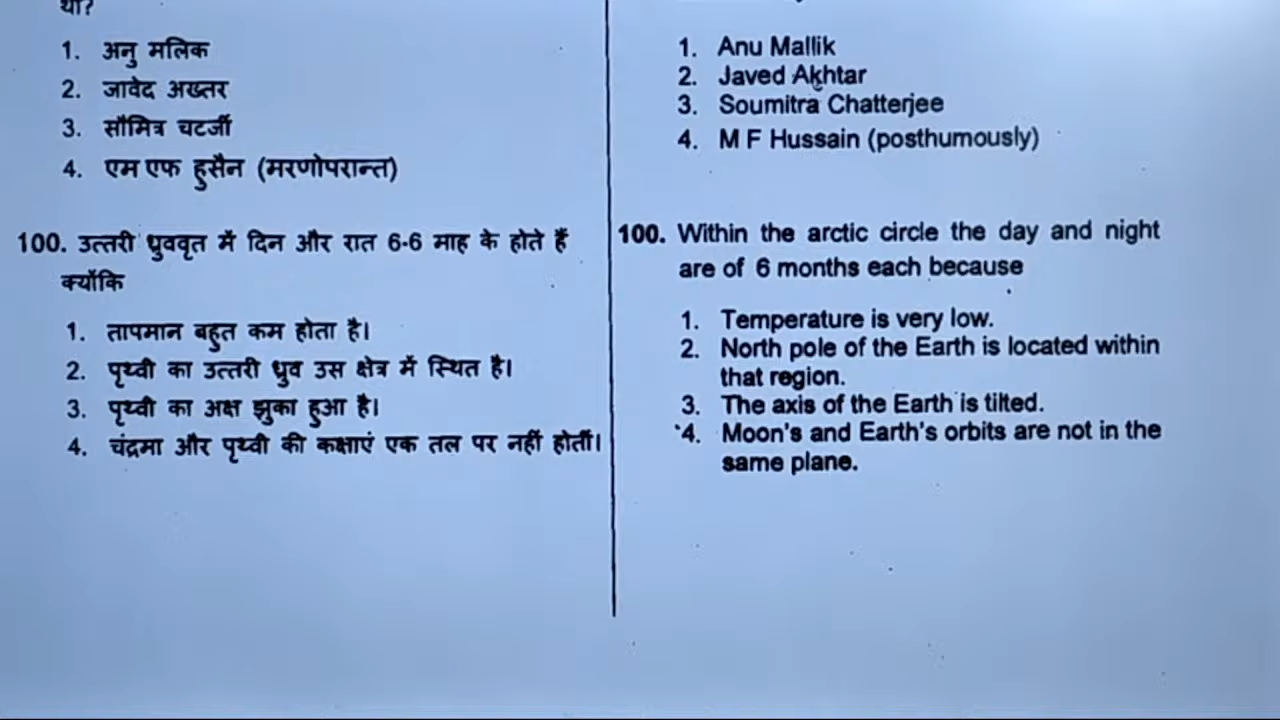 था?
1. अनु मलिक
2. जावेद अख्तर
3. सौमित्र चटर्जी
4. एम एफ हुसैन (मरणोपरान्त)
100. उत्तरी ध्रुववृत में दिन और रात 6-6 माह के होते हैं
क्योंकि
1. तापमान बहुत कम होता है।
2. पृथ्वी का उत्तरी ध्रुव उस क्षेत्र में स्थित है।
3. पृथ्वी का अक्ष झुका हुआ है।
4. चंद्रमा और पृथ्वी की कक्षाएं एक तल पर नहीं होतीं।
1. Anu Mallik
2. Javed Akhtar
3. Soumitra Chatterjee
4. M F Hussain (posthumously)
100. Within the arctic circle the day and night
are of 6 months each because
1. Temperature is very low.
2. North pole of the Earth is located within
that region.
3. The axis of the Earth is tilted.
4. Moon's and Earth's orbits are not in the
same plane.